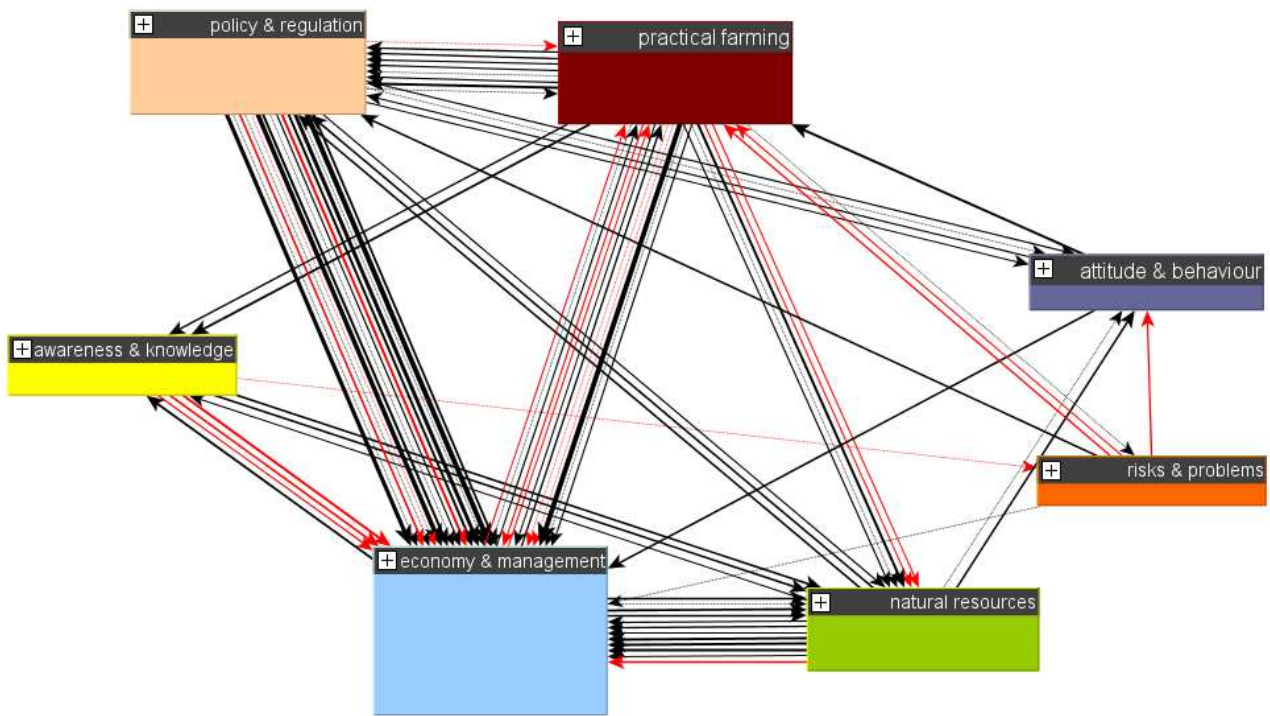 policy & regulation
practical farming
attitude & behaviour
awareness & knowledge
risks & problems
economy & management
natural resources